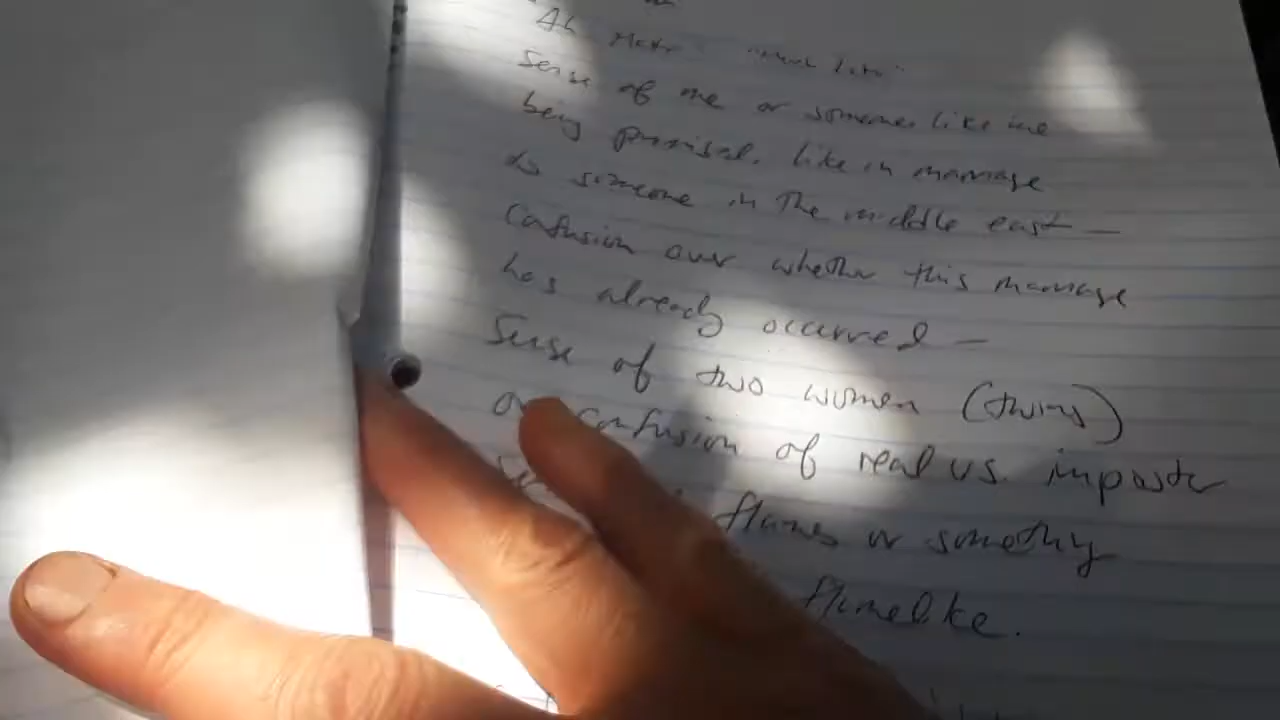 Sense of me or someone like me
being promised. like in marriage
to someone in the middle east —
Confusion over whether this marriage
has already occurred —
Sense of two women (twins)
or confusion of real vs. imposter
flames or something
flamelike.